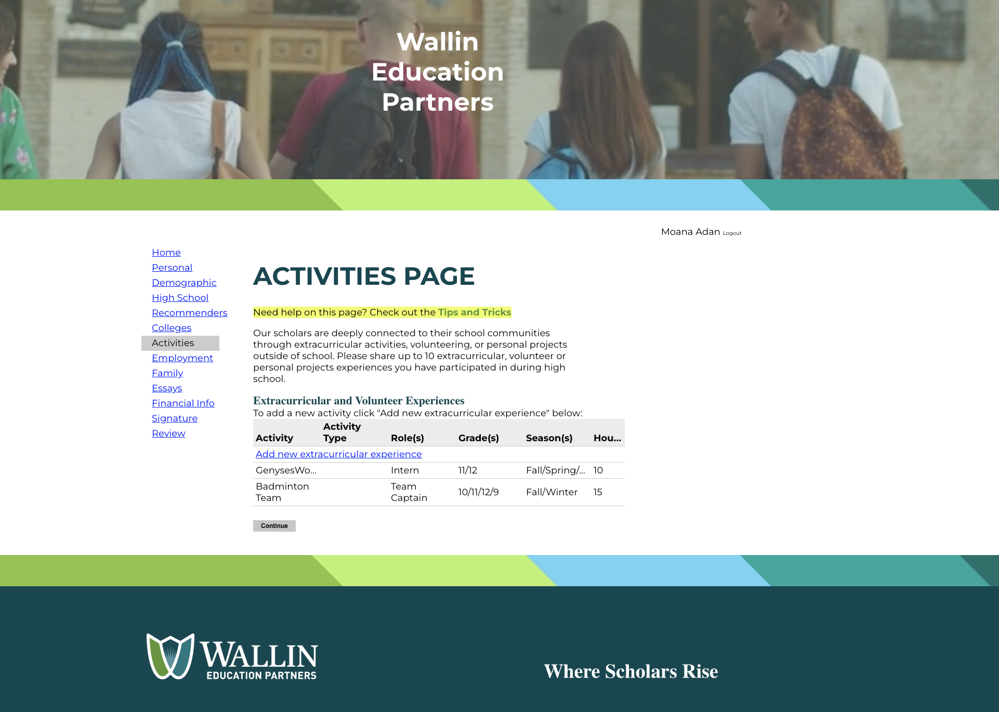 Wallin
Education
Partners
Moana Adan Logout
Home
Personal
Demographic
High School
Recommenders
Colleges
Activities
Employment
Family
Essays
Financial Info
Signature
Review
ACTIVITIES PAGE
Need help on this page? Check out the Tips and Tricks
Our scholars are deeply connected to their school communities
through extracurricular activities, volunteering, or personal projects
outside of school. Please share up to 10 extracurricular, volunteer or
personal projects experiences you have participated in during high
school.
Extracurricular and Volunteer Experiences
To add a new activity click "Add new extracurricular experience" below:
Activity Activity Type Role(s) Grade(s) Season(s) Hou...
Add new extracurricular experience
GenysesWo... Intern 11/12 Fall/Spring/... 10
Badminton Team Team Captain 10/11/12/9 Fall/Winter 15
Continue
WALLIN
EDUCATION PARTNERS
Where Scholars Rise